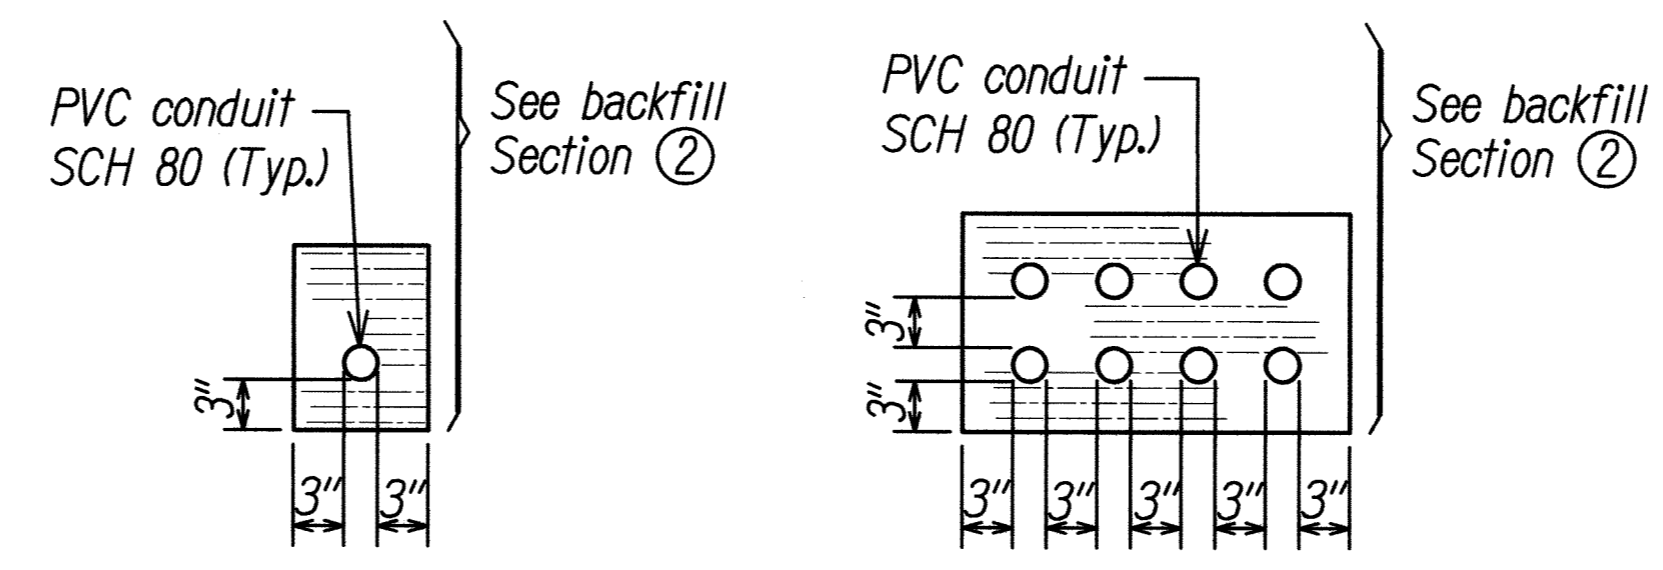 PVC conduit
SCH 80 (Typ.)
See backfill
Section 2
3"
3" 3"
PVC conduit
SCH 80 (Typ.)
See backfill
Section 2
3"
3"
3" 3" 3" 3" 3"